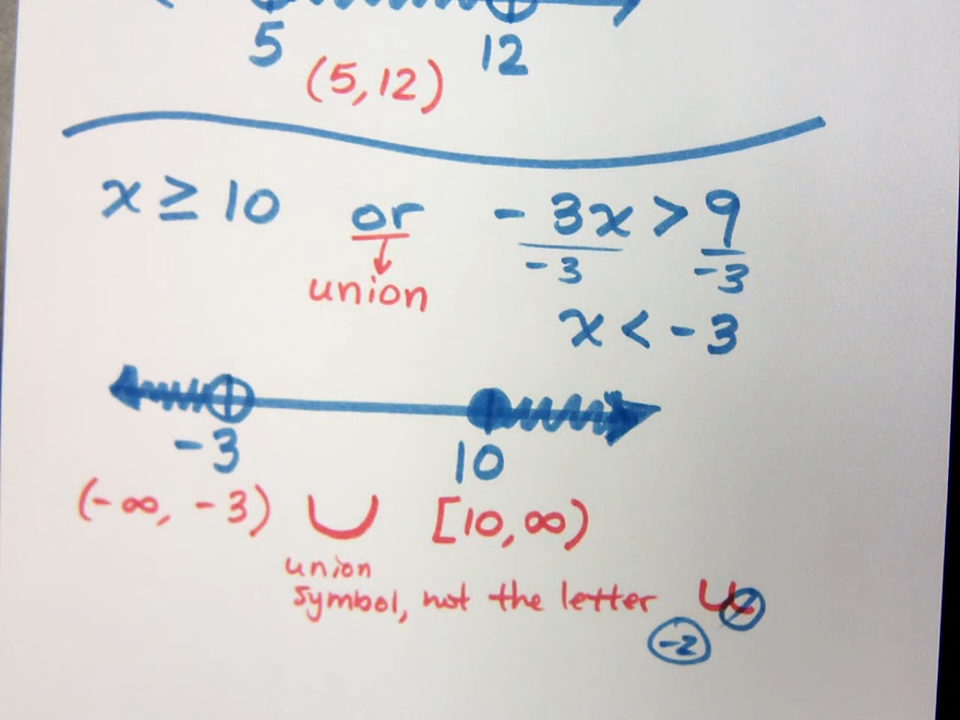 5 12
(5,12)
x ≥ 10 or -3x > 9
-3 -3
union
x < -3
-3 10
(-∞, -3) ∪ [10, ∞)
union
symbol, not the letter U
-2